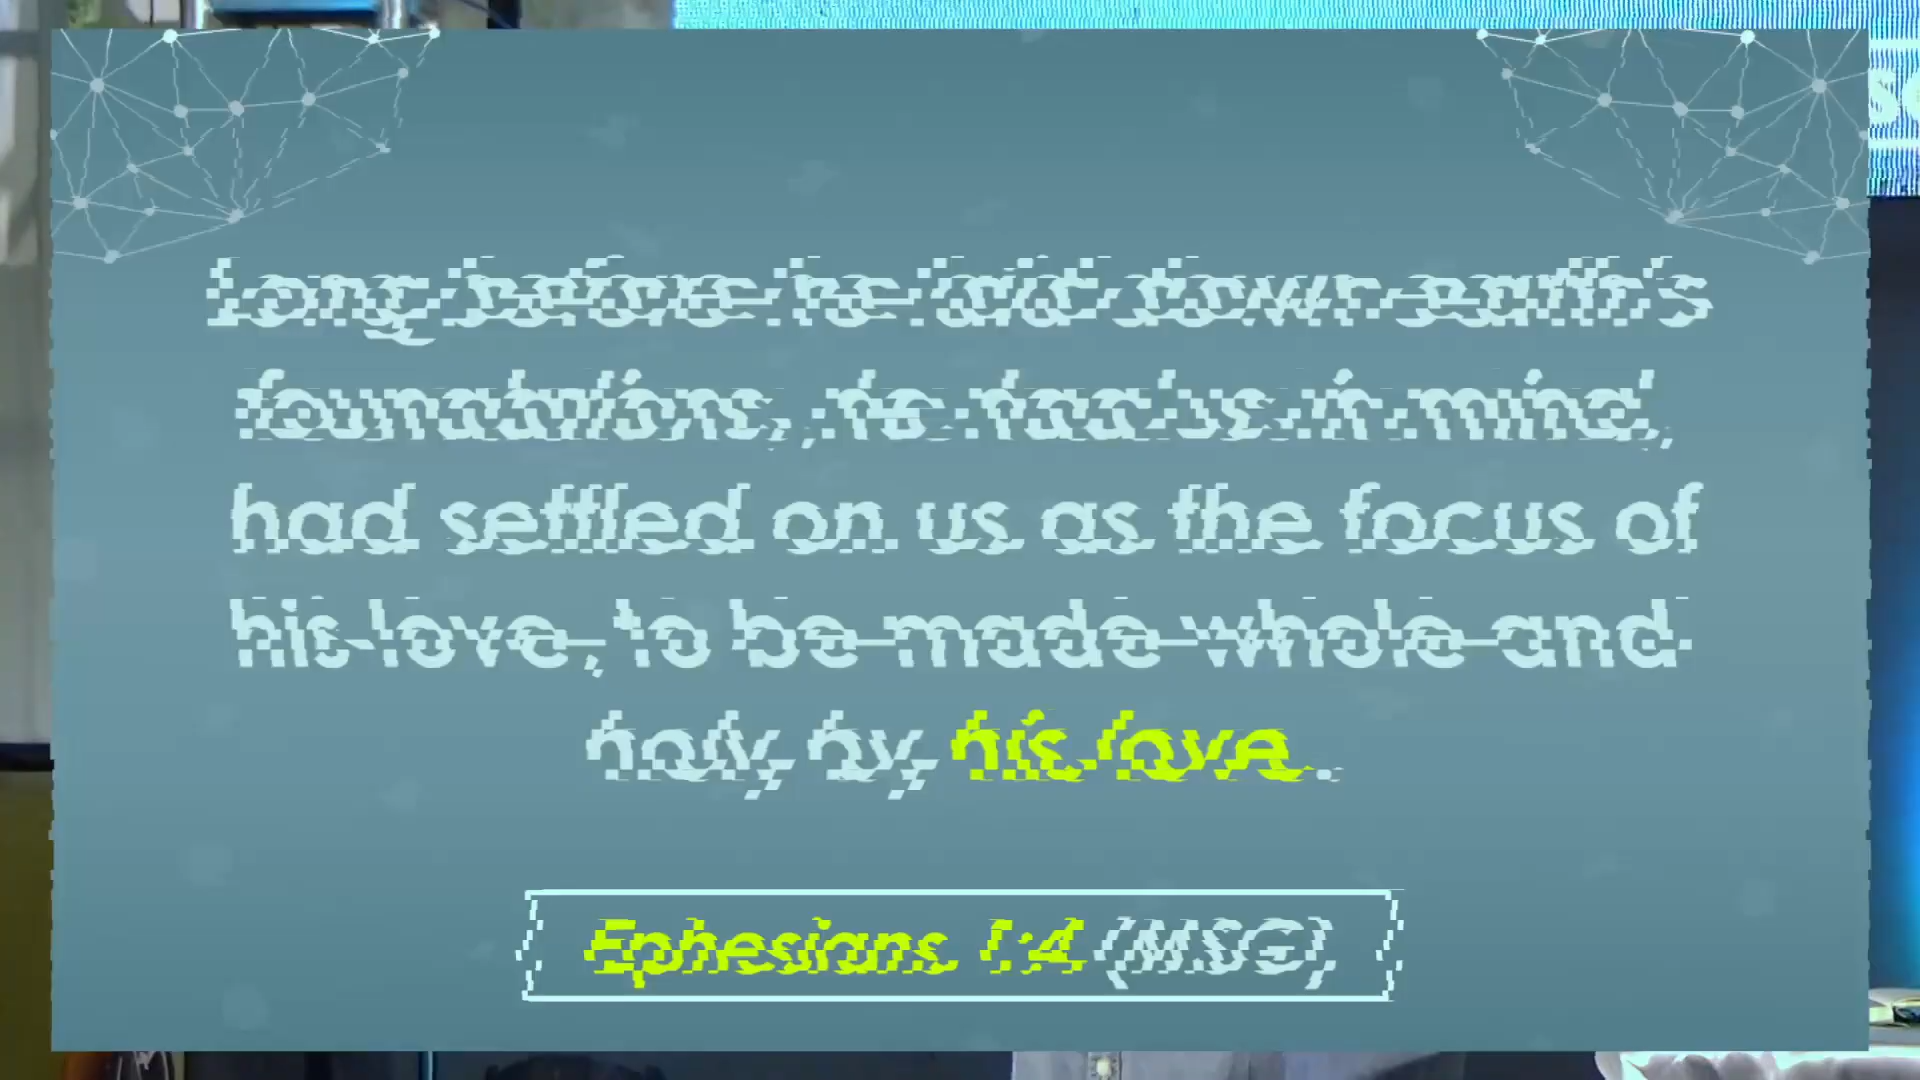 Long before he laid down earth's
foundations, he had us in mind,
had settled on us as the focus of
his love, to be made whole and
holy by his love.
Ephesians 1:4 (MSG)